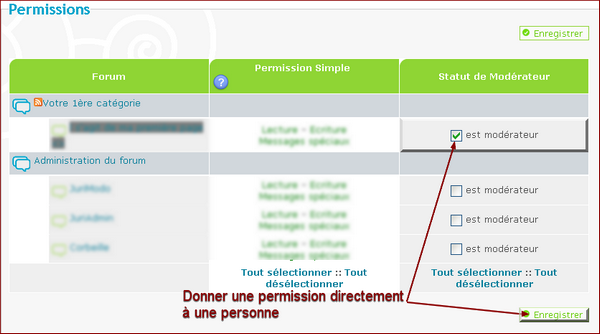 Permissions
Enregistrer
Forum
Permission Simple
?
Statut de Modérateur
Votre 1ère catégorie
Lecture - Ecriture
Messages spéciaux
est modérateur
Administration du forum
JuriModo
Lecture - Ecriture
Messages spéciaux
est modérateur
JuriAdmin
Lecture - Ecriture
Messages spéciaux
est modérateur
Corbeille
Lecture - Ecriture
Messages spéciaux
est modérateur
Tout sélectionner :: Tout
désélectionner
Tout sélectionner :: Tout
désélectionner
Donner une permission directement
à une personne
Enregistrer